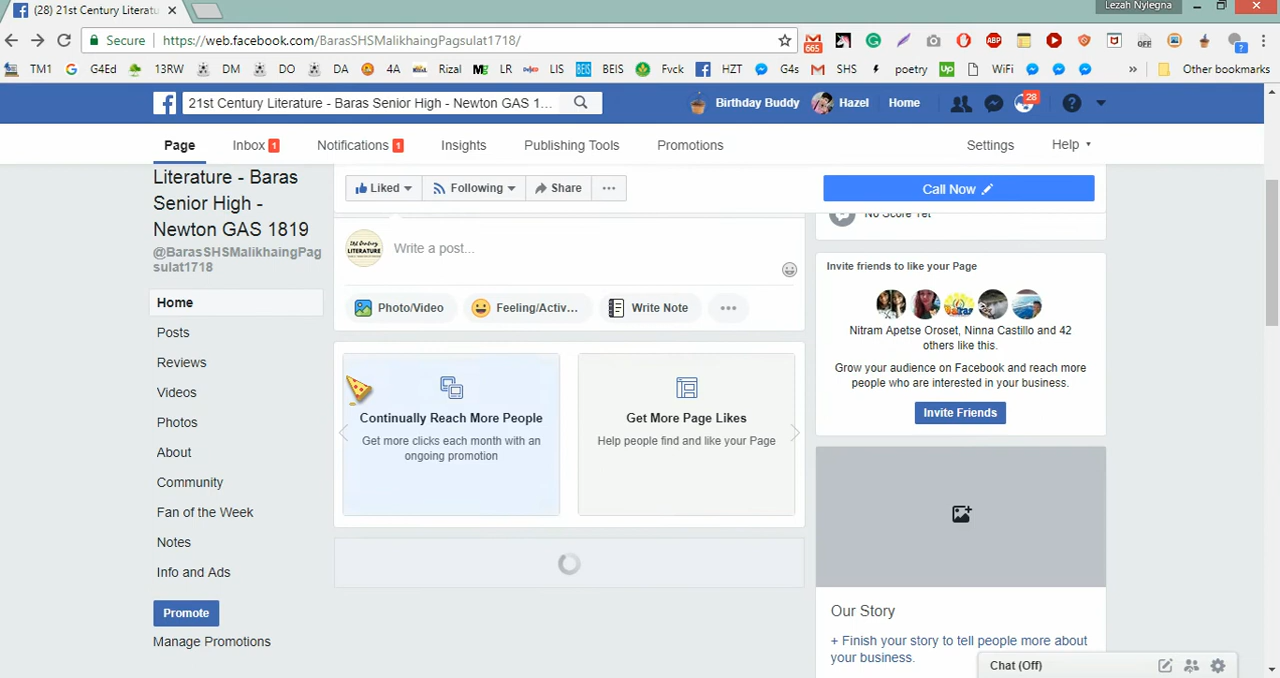 (28) 21st Century Literatu
Lezah Nylegna
Secure
https://web.facebook.com/BarasSHSMalikhaingPagsulat1718/
665
ABP
OFF
?
TM1
G4Ed
13RW
DM
DO
DA
4A
Rizal
LR
LIS
BEIS
Fvck
HZT
G4s
SHS
poetry
WiFi
»
Other bookmarks
21st Century Literature - Baras Senior High - Newton GAS 1...
Birthday Buddy
Hazel
Home
28
Page
Inbox 1
Notifications 1
Insights
Publishing Tools
Promotions
Settings
Help
Literature - Baras
Senior High -
Newton GAS 1819
@BarasSHSMalikhaingPag
sulat1718
Home
Posts
Reviews
Videos
Photos
About
Community
Fan of the Week
Notes
Info and Ads
Promote
Manage Promotions
Liked
Following
Share
...
Call Now
21st Century
LITERATURE
Write a post...
Photo/Video
Feeling/Activ...
Write Note
...
Continually Reach More People
Get more clicks each month with an
ongoing promotion
Get More Page Likes
Help people find and like your Page
No Score Yet
Invite friends to like your Page
Nitram Apetse Oroset, Ninna Castillo and 42
others like this.
Grow your audience on Facebook and reach more
people who are interested in your business.
Invite Friends
Our Story
+ Finish your story to tell people more about
your business.
Chat (Off)